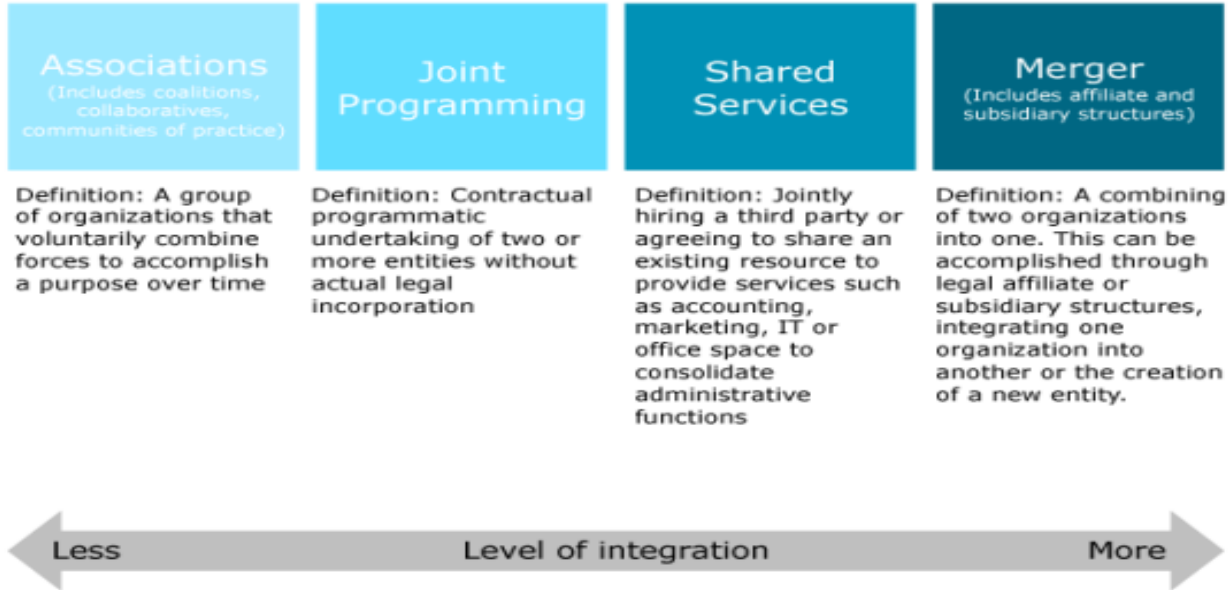 Associations
(Includes coalitions,
collaboratives,
communities of practice)
Joint
Programming
Shared
Services
Merger
(Includes affiliate and
subsidiary structures)
Definition: A group
of organizations that
voluntarily combine
forces to accomplish
a purpose over time
Definition: Contractual
programmatic
undertaking of two or
more entities without
actual legal
incorporation
Definition: Jointly
hiring a third party or
agreeing to share an
existing resource to
provide services such
as accounting,
marketing, IT or
office space to
consolidate
administrative
functions
Definition: A combining
of two organizations
into one. This can be
accomplished through
legal affiliate or
subsidiary structures,
integrating one
organization into
another or the creation
of a new entity.
Less
Level of integration
More